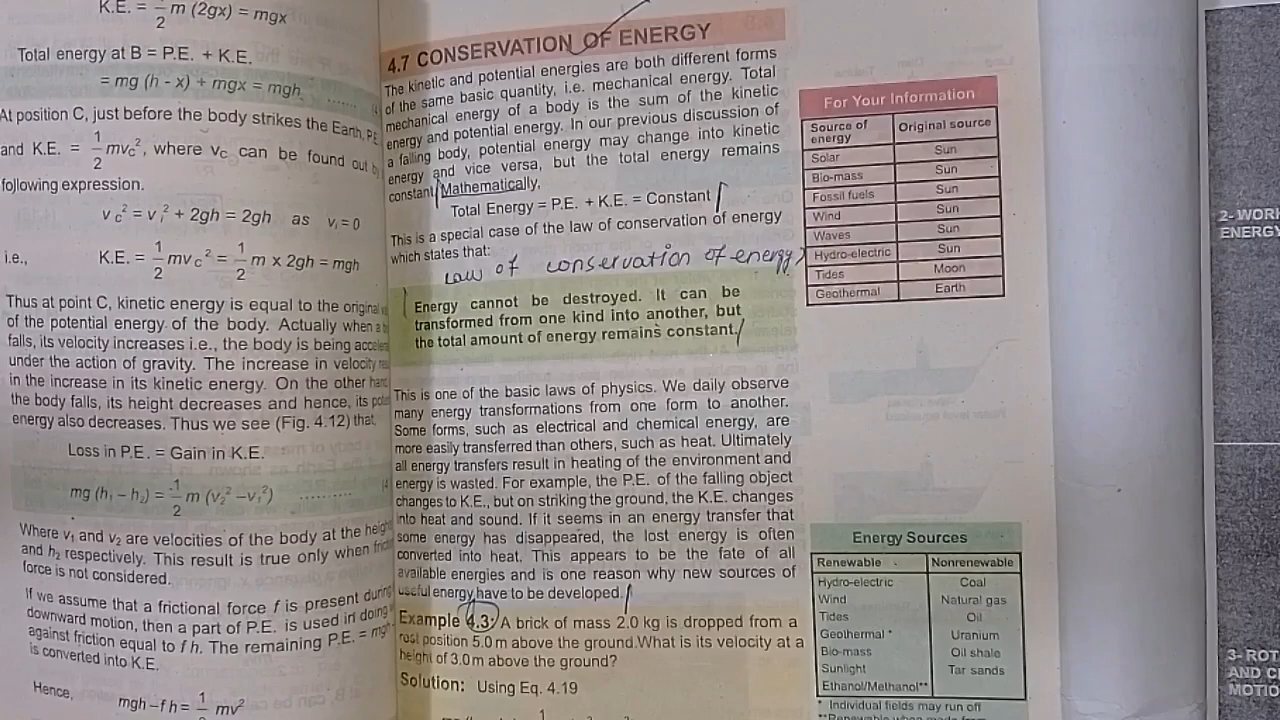 K.E. = 1/2 m (2gx) = mgx
Total energy at B = P.E. + K.E.
= mg (h - x) + mgx = mgh ........
At position C, just before the body strikes the Earth, P.E.
and K.E. = 1/2 mv_c², where v_c can be found out by
following expression.
v_c² = v_i² + 2gh = 2gh as v_i = 0
i.e., K.E. = 1/2 mv_c² = 1/2 m x 2gh = mgh
Thus at point C, kinetic energy is equal to the original
of the potential energy of the body. Actually when a
falls, its velocity increases i.e., the body is being
under the action of gravity. The increase in velocity
in the increase in its kinetic energy. On the other
the body falls, its height decreases and hence, its
energy also decreases. Thus we see (Fig. 4.12) that
Loss in P.E. = Gain in K.E.
mg (h₁ – h₂) = 1/2 m (v₂² – v₁²) ..........
Where v₁ and v₂ are velocities of the body at the
and h₂ respectively. This result is true only when
force is not considered.
If we assume that a frictional force f is present during
downward motion, then a part of P.E. is used in doing
against friction equal to f h. The remaining P.E. = mgh
is converted into K.E.
Hence, mgh – f h = 1/2 mv²
4.7 CONSERVATION OF ENERGY
The kinetic and potential energies are both different forms
of the same basic quantity, i.e. mechanical energy. Total
mechanical energy of a body is the sum of the kinetic
energy and potential energy. In our previous discussion of
a falling body, potential energy may change into kinetic
energy and vice versa, but the total energy remains
constant. Mathematically,
Total Energy = P.E. + K.E. = Constant
This is a special case of the law of conservation of energy
which states that:
Law of conservation of energy
Energy cannot be destroyed. It can be
transformed from one kind into another, but
the total amount of energy remains constant.
This is one of the basic laws of physics. We daily observe
many energy transformations from one form to another.
Some forms, such as electrical and chemical energy, are
more easily transferred than others, such as heat. Ultimately
all energy transfers result in heating of the environment and
energy is wasted. For example, the P.E. of the falling object
changes to K.E., but on striking the ground, the K.E. changes
into heat and sound. If it seems in an energy transfer that
some energy has disappeared, the lost energy is often
converted into heat. This appears to be the fate of all
available energies and is one reason why new sources of
useful energy have to be developed.
Example 4.3: A brick of mass 2.0 kg is dropped from a
rest position 5.0 m above the ground. What is its velocity at a
height of 3.0 m above the ground?
Solution: Using Eq. 4.19
For Your Information
Source of energy Original source
Solar Sun
Bio-mass Sun
Fossil fuels Sun
Wind Sun
Waves Sun
Hydro-electric Sun
Tides Moon
Geothermal Earth
Energy Sources
Renewable Nonrenewable
Hydro-electric Coal
Wind Natural gas
Tides Oil
Geothermal * Uranium
Bio-mass Oil shale
Sunlight Tar sands
Ethanol/Methanol**
* Individual fields may run off
2- WORK
ENERGY
3- ROT
AND C
MOTIO